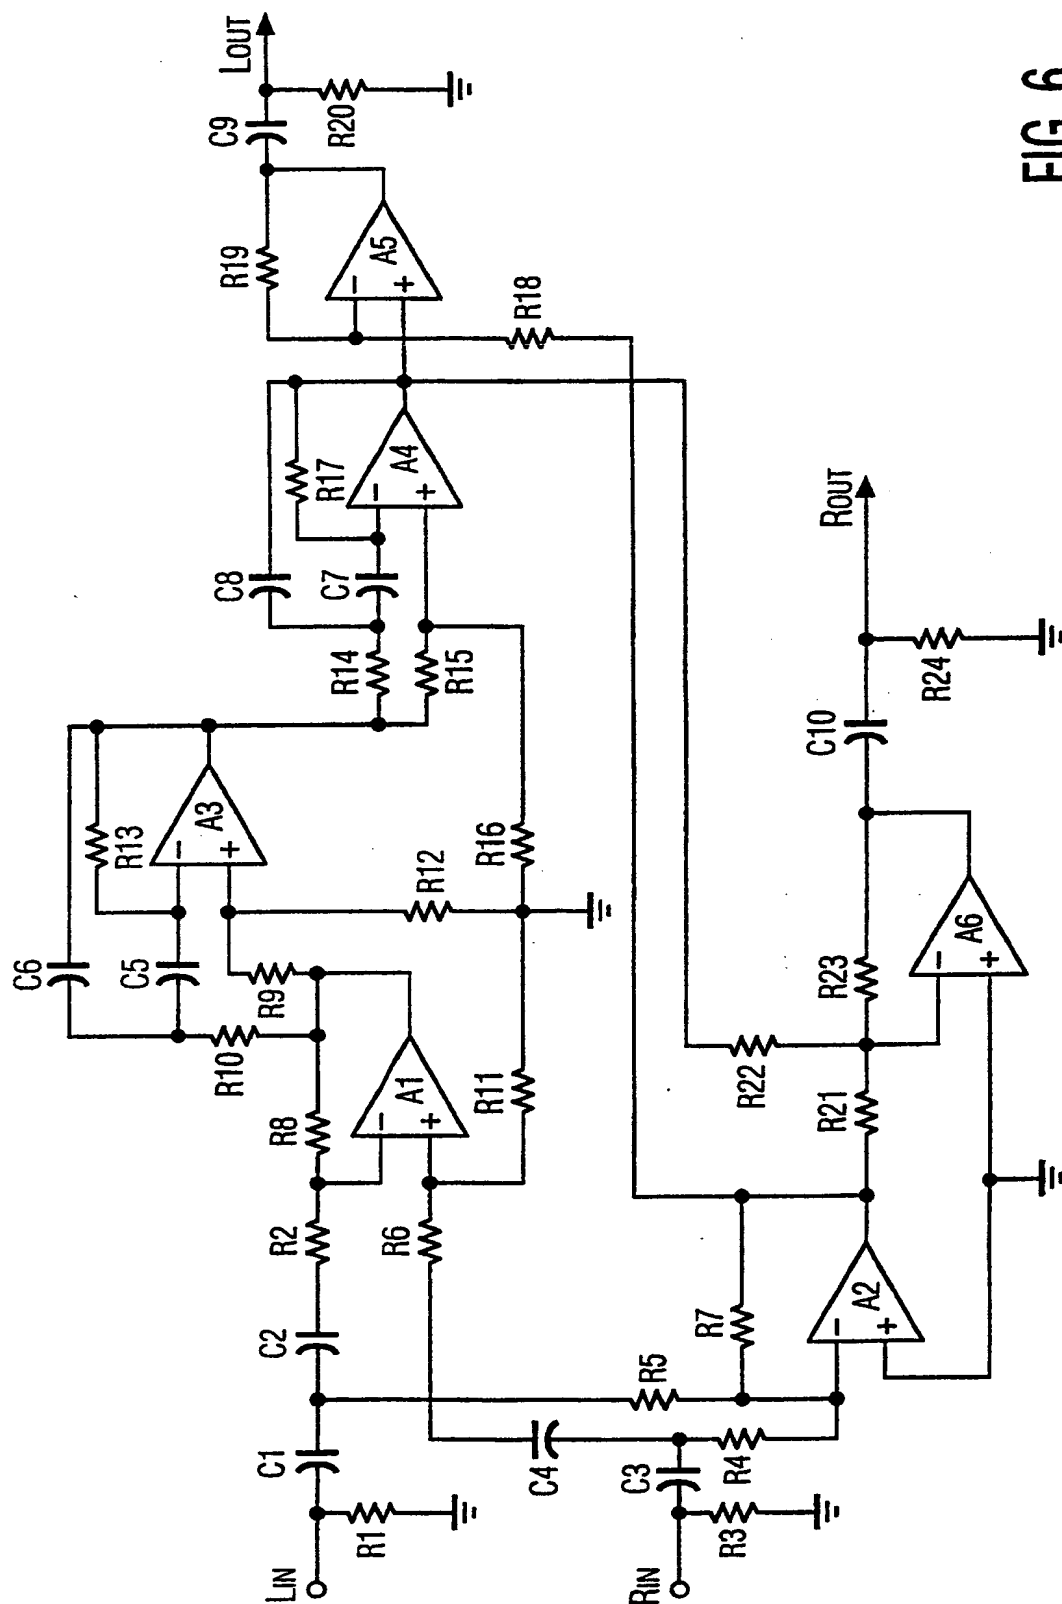 LIN
R1
C1
C2
R2
R8
A1
−
+
R6
R10
R9
C5
C6
R13
A3
−
+
R12
R11
R16
R14
R15
C7
C8
R17
A4
−
+
R18
R19
A5
−
+
C9
R20
LOUT
RIN
R3
C3
C4
R4
R5
R7
A2
−
+
R21
R22
R23
A6
−
+
C10
R24
ROUT
FIG. 6